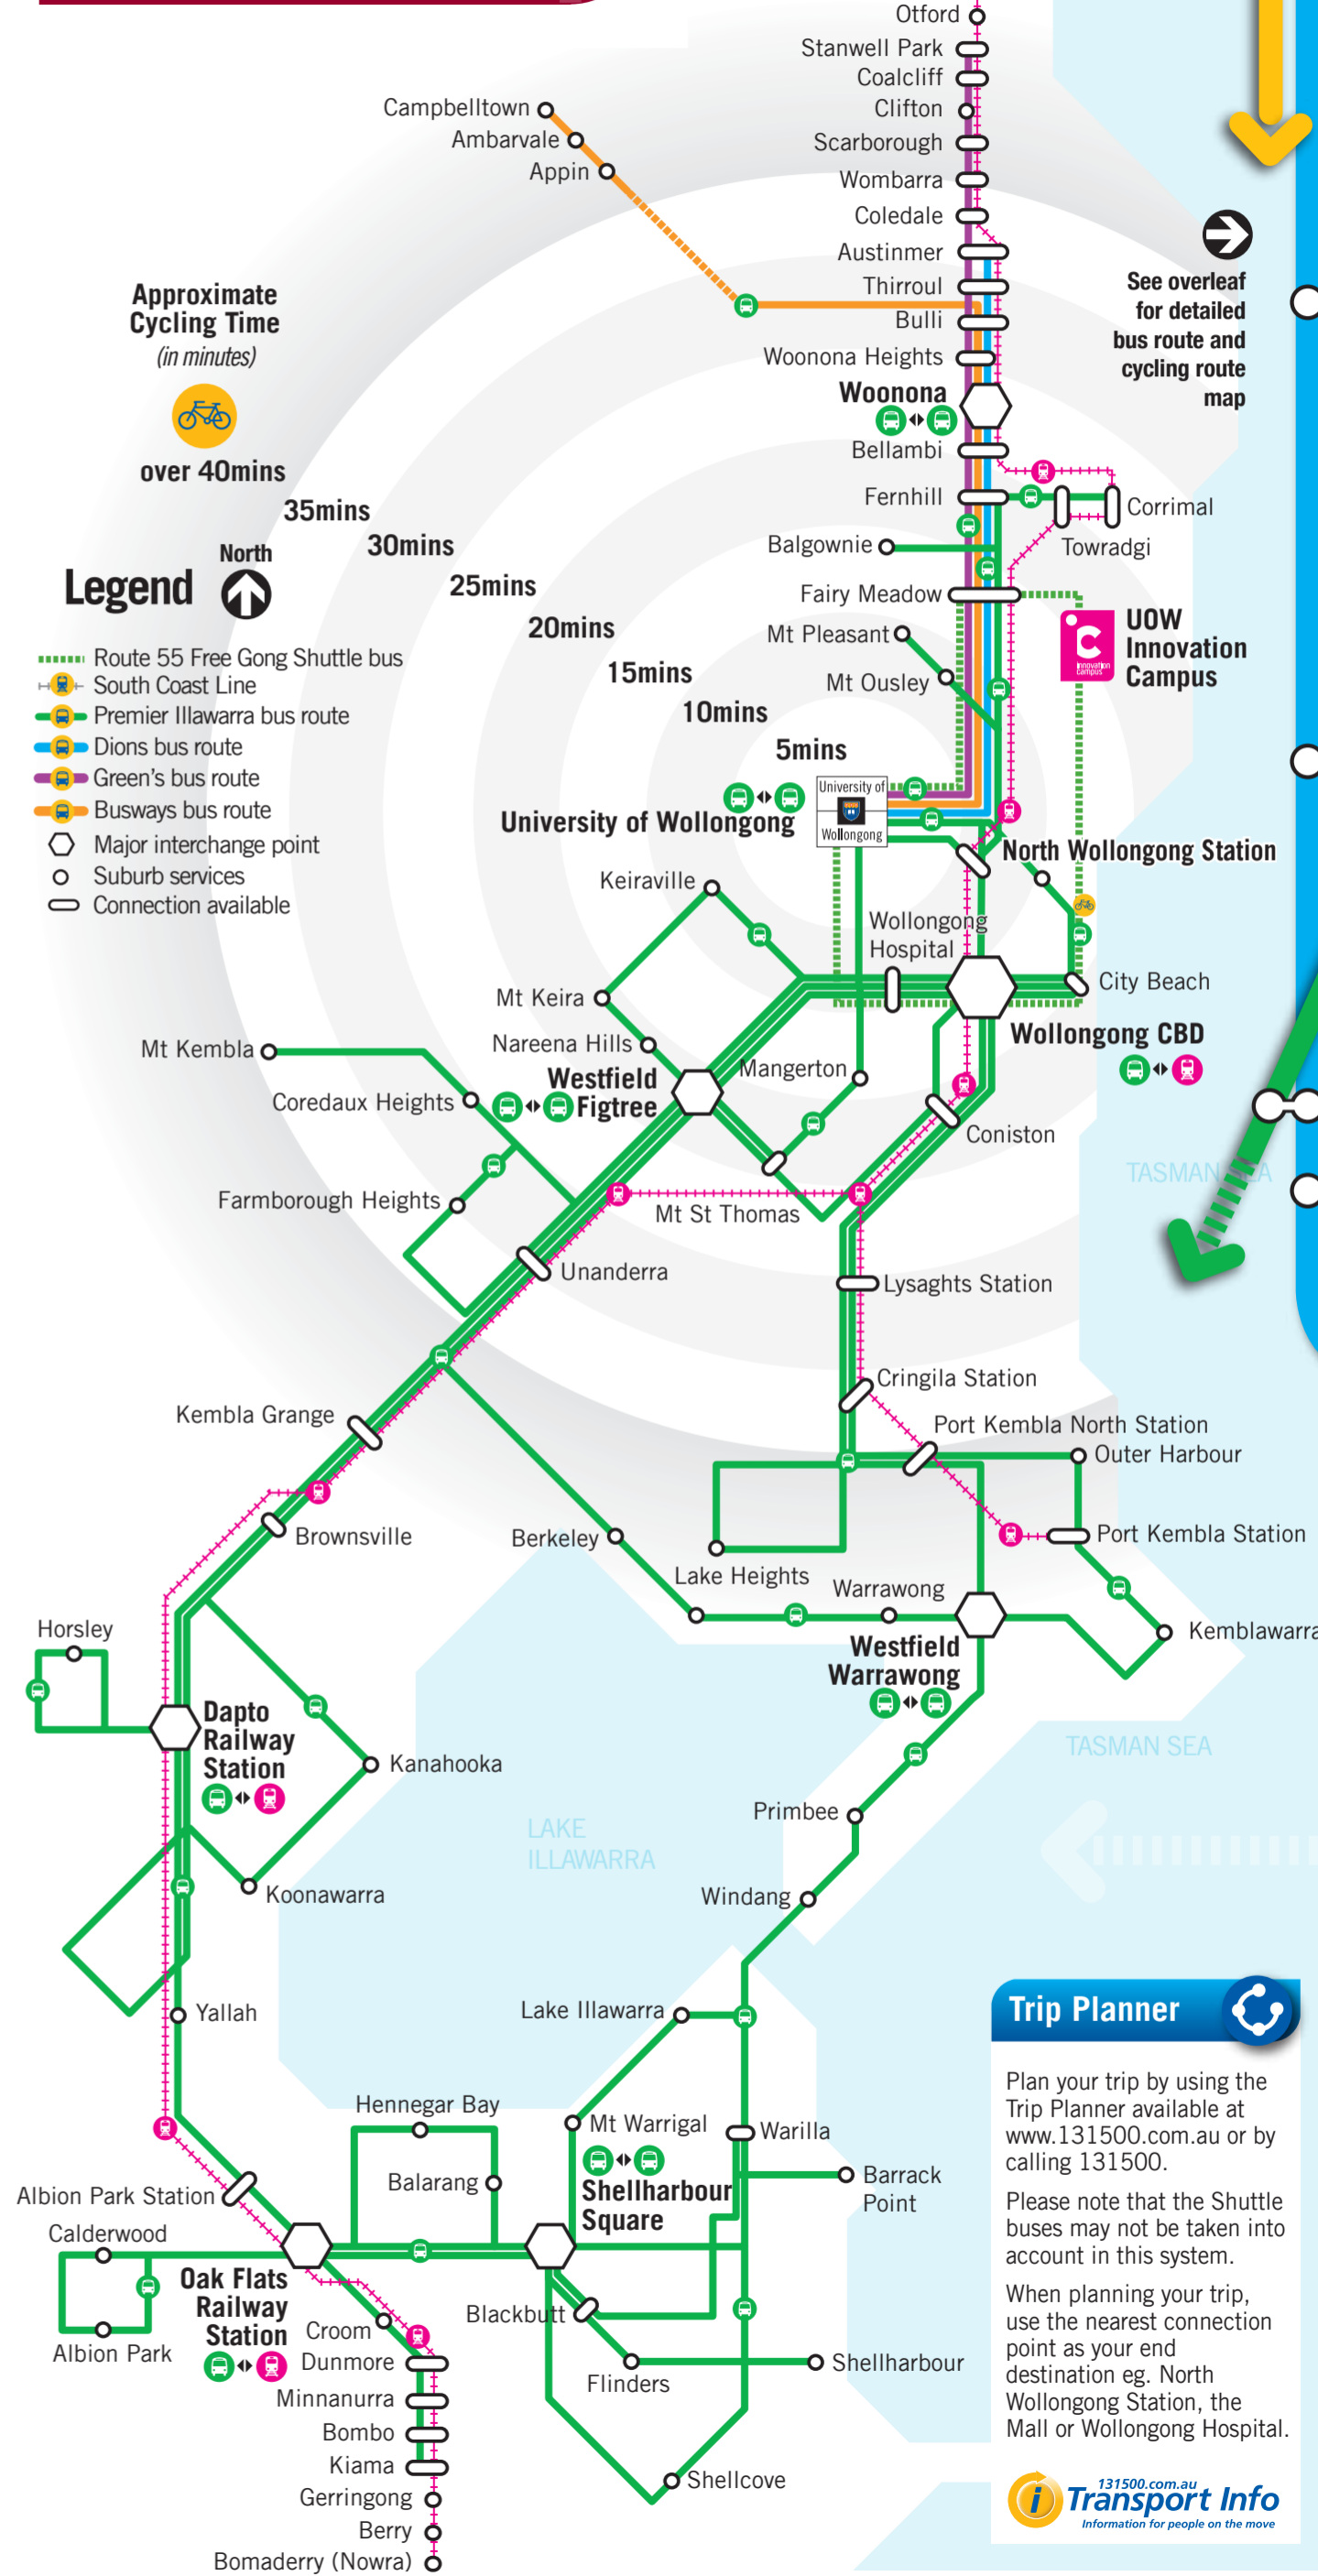 Otford
Stanwell Park
Coalcliff
Clifton
Scarborough
Wombarra
Coledale
Austinmer
Thirroul
Bulli
Woonona Heights
Woonona
Bellambi
Fernhill
Corrimal
Towradgi
Balgownie
Fairy Meadow
Mt Pleasant
Mt Ousley
Campbelltown
Ambarvale
Appin
See overleaf
for detailed
bus route and
cycling route
map
Approximate
Cycling Time
(in minutes)
over 40mins
35mins
30mins
25mins
20mins
15mins
10mins
5mins
North
Legend
Route 55 Free Gong Shuttle bus
South Coast Line
Premier Illawarra bus route
Dions bus route
Green's bus route
Busways bus route
Major interchange point
Suburb services
Connection available
C
innovation
campus
UOW
Innovation
Campus
University of
Wollongong
University of Wollongong
North Wollongong Station
Keiraville
Wollongong
Hospital
City Beach
Wollongong CBD
Mt Keira
Nareena Hills
Mt Kembla
Westfield
Figtree
Mangerton
Coredaux Heights
Coniston
TASMAN SEA
Farmborough Heights
Mt St Thomas
Unanderra
Lysaghts Station
Cringila Station
Kembla Grange
Port Kembla North Station
Outer Harbour
Brownsville
Berkeley
Port Kembla Station
Lake Heights
Warrawong
Horsley
Kemblawarra
Westfield
Warrawong
Dapto
Railway
Station
Kanahooka
TASMAN SEA
Primbee
LAKE
ILLAWARRA
Koonawarra
Windang
Yallah
Lake Illawarra
Hennegar Bay
Mt Warrigal
Warilla
Balarang
Shellharbour
Square
Barrack
Point
Albion Park Station
Calderwood
Oak Flats
Railway
Station
Albion Park
Blackbutt
Croom
Dunmore
Flinders
Shellharbour
Minnanurra
Bombo
Kiama
Shellcove
Gerringong
Berry
Bomaderry (Nowra)
Trip Planner
Plan your trip by using the
Trip Planner available at
www.131500.com.au or by
calling 131500.
Please note that the Shuttle
buses may not be taken into
account in this system.
When planning your trip,
use the nearest connection
point as your end
destination eg. North
Wollongong Station, the
Mall or Wollongong Hospital.
i
131500.com.au
Transport Info
Information for people on the move